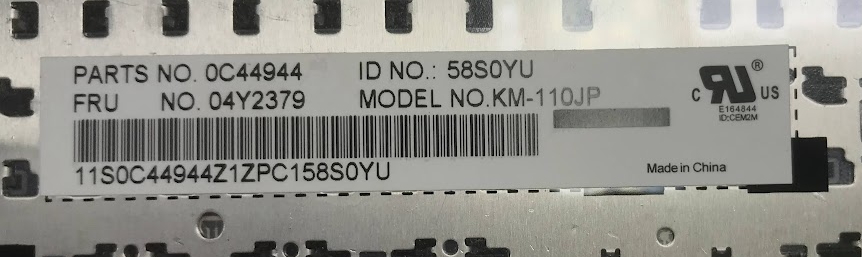 PARTS NO. 0C44944 ID NO.: 58S0YU
FRU NO. 04Y2379 MODEL NO.KM-110JP
11S0C44944Z1ZPC158S0YU
C RU ® US
E164844
ID:CEM2M
Made in China